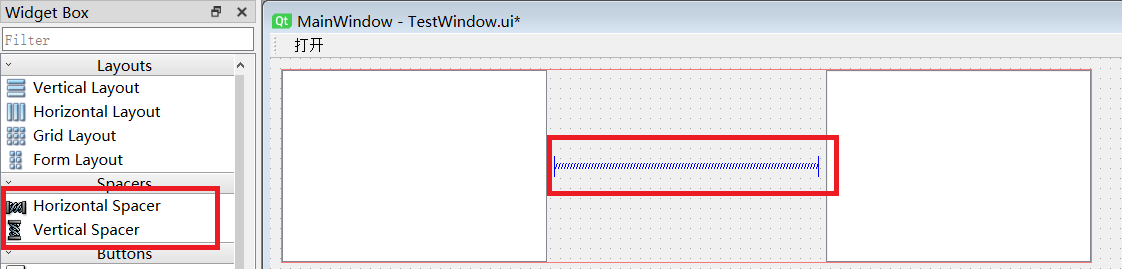 Widget Box
Filter
Layouts
Vertical Layout
Horizontal Layout
Grid Layout
Form Layout
Spacers
Horizontal Spacer
Vertical Spacer
Buttons
Qt MainWindow - TestWindow.ui*
打开